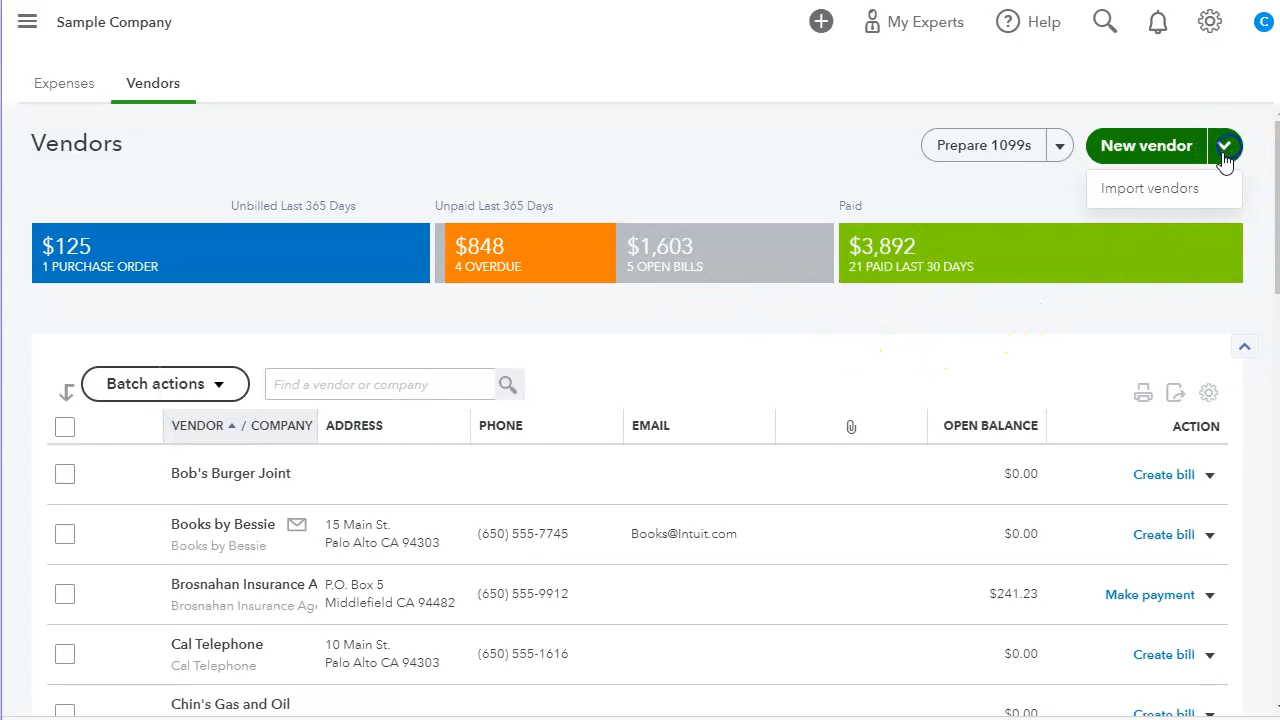 Sample Company
My Experts
Help
C
Expenses
Vendors
Vendors
Prepare 1099s
New vendor
Import vendors
Unbilled Last 365 Days
Unpaid Last 365 Days
Paid
$125
1 PURCHASE ORDER
$848
4 OVERDUE
$1,603
5 OPEN BILLS
$3,892
21 PAID LAST 30 DAYS
Batch actions
Find a vendor or company
VENDOR / COMPANY ADDRESS PHONE EMAIL OPEN BALANCE ACTION
Bob's Burger Joint $0.00 Create bill
Books by Bessie 15 Main St. (650) 555-7745 Books@Intuit.com $0.00 Create bill
Books by Bessie Palo Alto CA 94303
Brosnahan Insurance A P.O. Box 5 (650) 555-9912 $241.23 Make payment
Brosnahan Insurance Age Middlefield CA 94482
Cal Telephone 10 Main St. (650) 555-1616 $0.00 Create bill
Cal Telephone Palo Alto CA 94303
Chin's Gas and Oil $0.00 Create bill